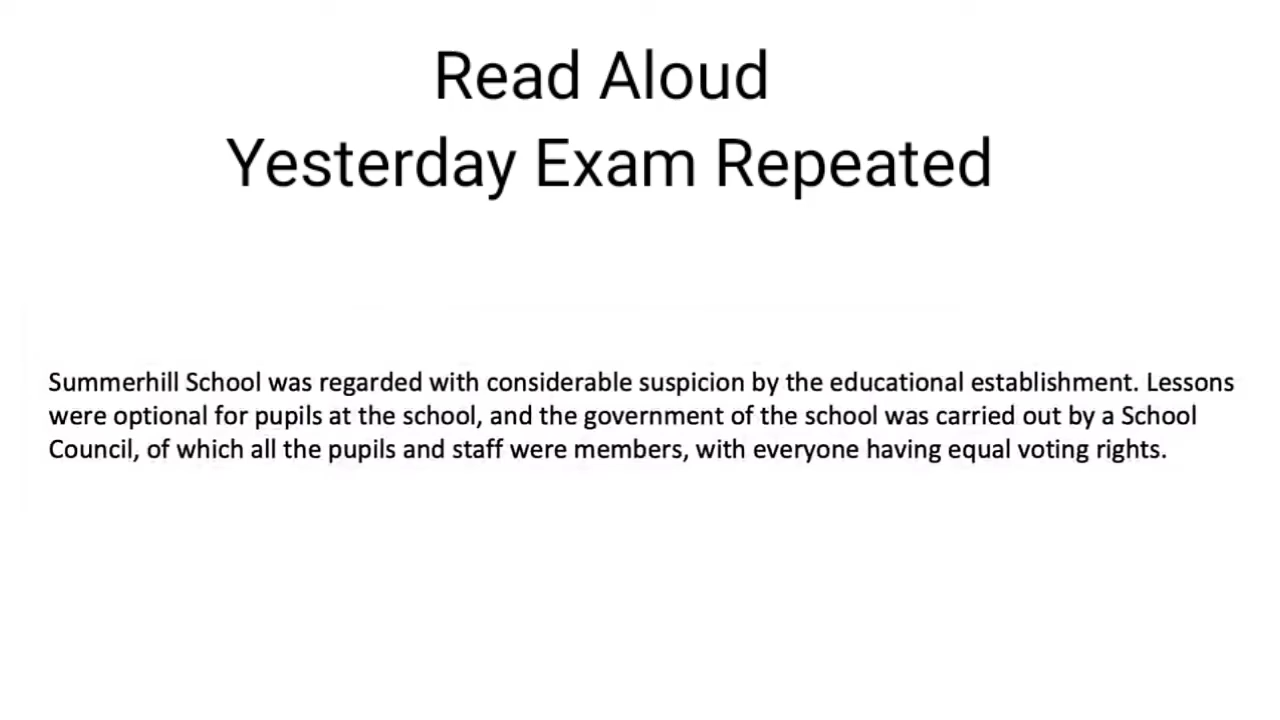 Read Aloud
Yesterday Exam Repeated
Summerhill School was regarded with considerable suspicion by the educational establishment. Lessons
were optional for pupils at the school, and the government of the school was carried out by a School
Council, of which all the pupils and staff were members, with everyone having equal voting rights.